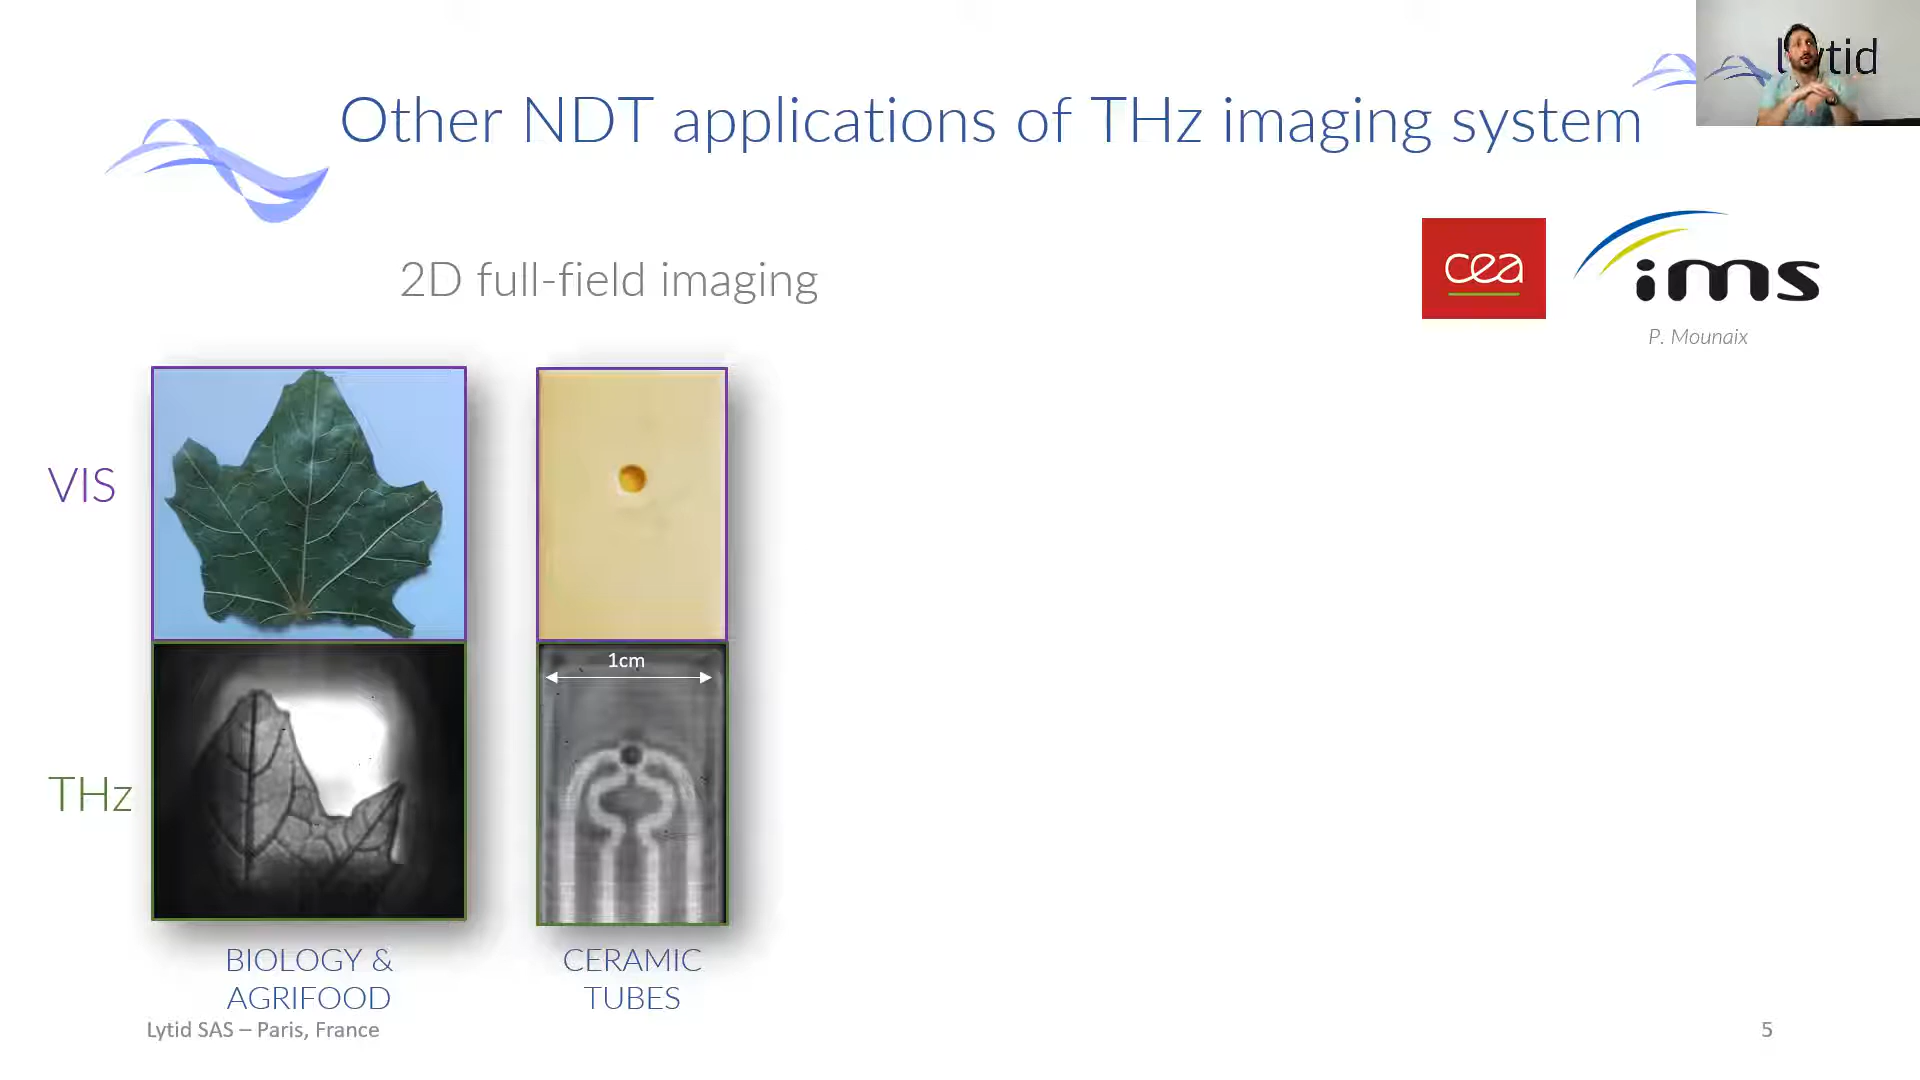 Other NDT applications of THz imaging system
lytid
2D full-field imaging
cea
ims
P. Mounaix
VIS
1cm
THz
BIOLOGY &
AGRIFOOD
CERAMIC
TUBES
Lytid SAS – Paris, France
5